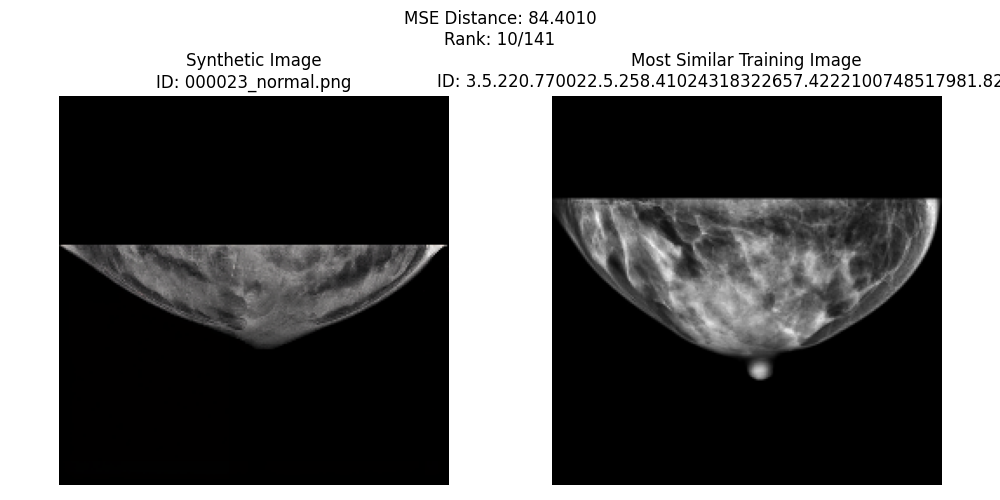 MSE Distance: 84.4010
Rank: 10/141
Synthetic Image
ID: 000023_normal.png
Most Similar Training Image
ID: 3.5.220.770022.5.258.41024318322657.4222100748517981.82